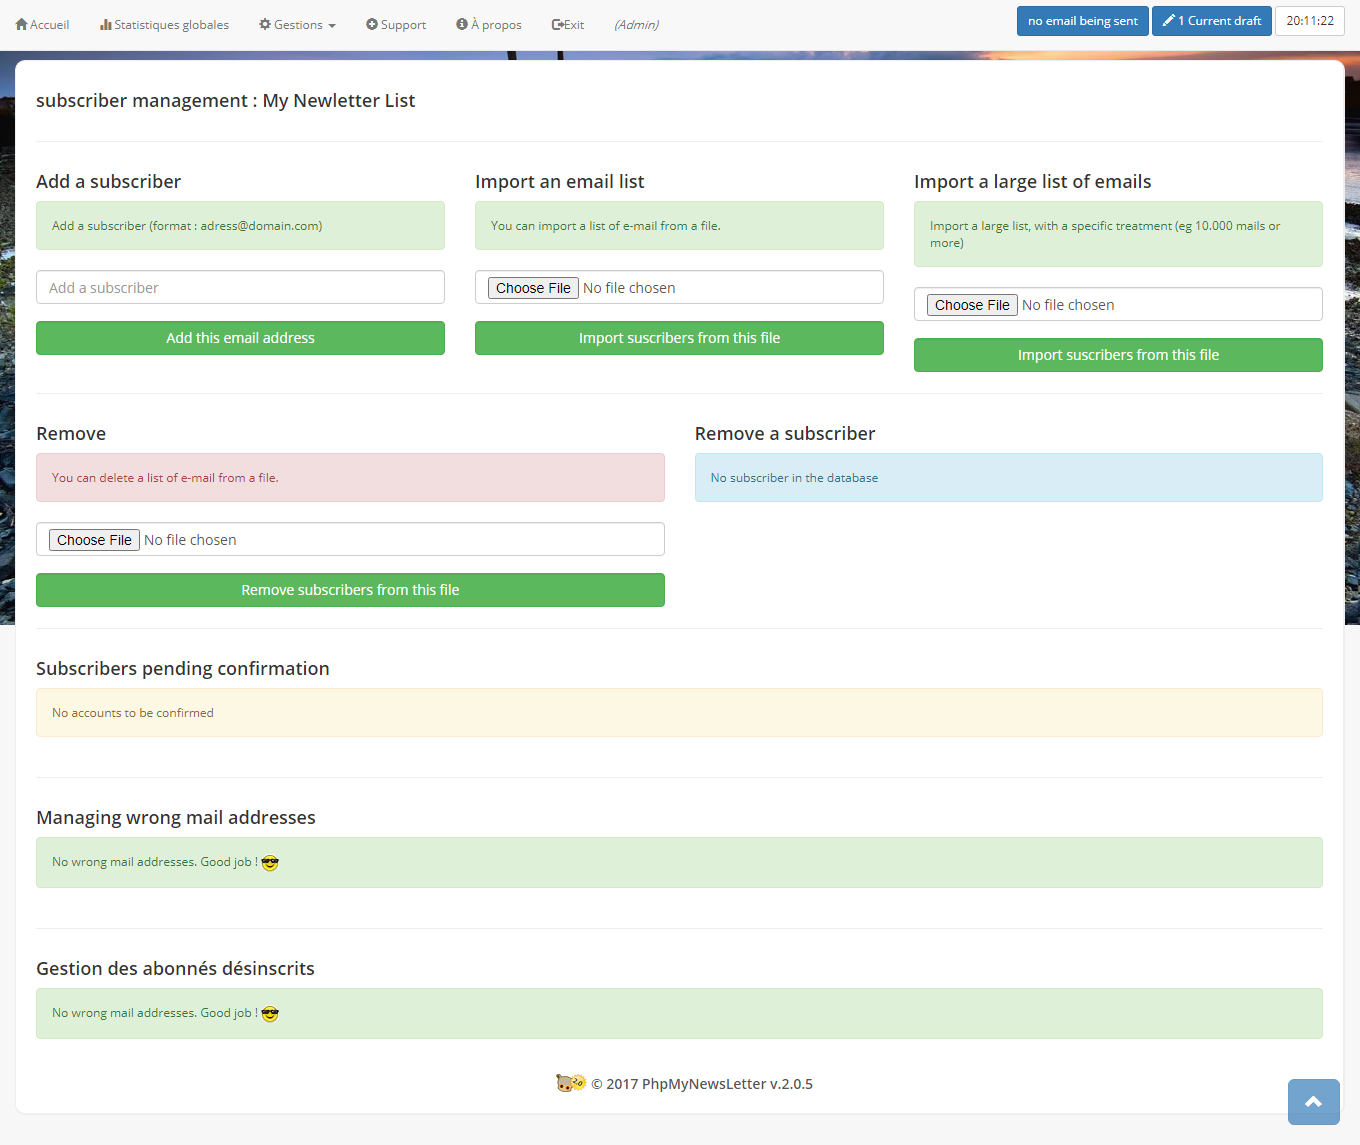 Accueil Statistiques globales Gestions Support À propos Exit (Admin) no email being sent 1 Current draft 20:11:22
subscriber management : My Newletter List
Add a subscriber
Add a subscriber (format : adress@domain.com)
Add a subscriber
Add this email address
Import an email list
You can import a list of e-mail from a file.
Choose File No file chosen
Import suscribers from this file
Import a large list of emails
Import a large list, with a specific treatment (eg 10.000 mails or
more)
Choose File No file chosen
Import suscribers from this file
Remove
You can delete a list of e-mail from a file.
Choose File No file chosen
Remove subscribers from this file
Remove a subscriber
No subscriber in the database
Subscribers pending confirmation
No accounts to be confirmed
Managing wrong mail addresses
No wrong mail addresses. Good job !
Gestion des abonnés désinscrits
No wrong mail addresses. Good job !
2.0 © 2017 PhpMyNewsLetter v.2.0.5